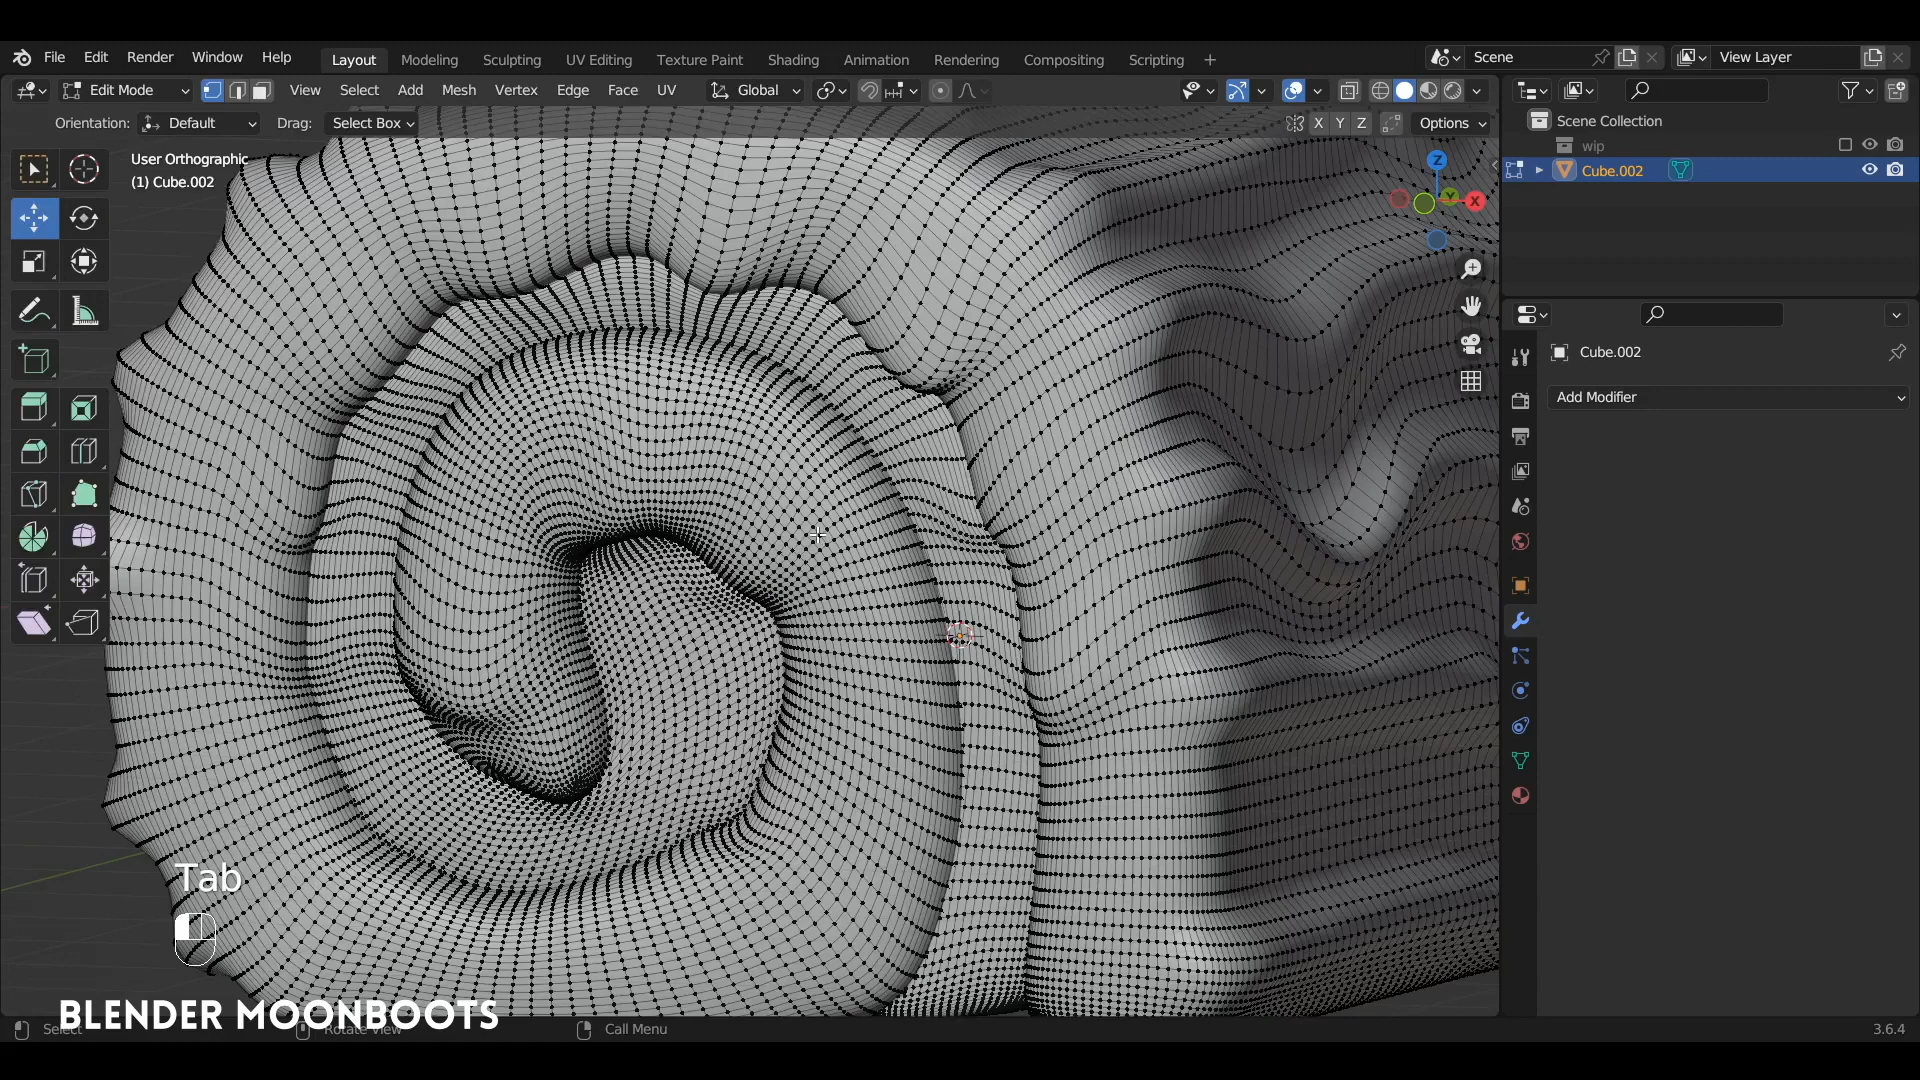 File Edit Render Window Help Layout Modeling Sculpting UV Editing Texture Paint Shading Animation Rendering Compositing Scripting + Scene View Layer
Edit Mode View Select Add Mesh Vertex Edge Face UV Global
Orientation: Default Drag: Select Box X Y Z Options
Scene Collection
wip
Cube.002
User Orthographic
(1) Cube.002
Z
Y
X
Cube.002
Add Modifier
Tab
BLENDER MOONBOOTS
Select Rotate View Call Menu 3.6.4